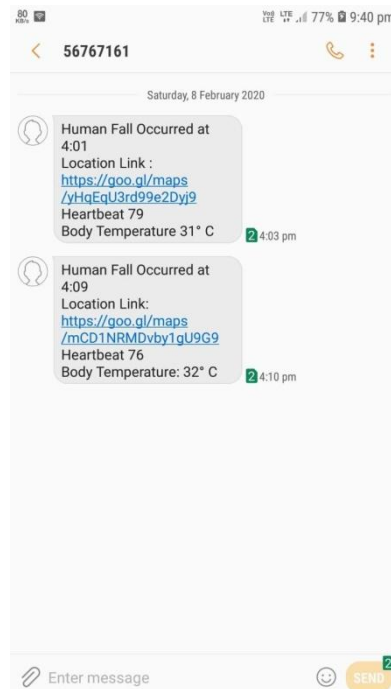 80 KB/s VoLTE LTE 77% 9:40 pm
56767161
Saturday, 8 February 2020
Human Fall Occurred at
4:01
Location Link :
https://goo.gl/maps
/yHqEqU3rd99e2Dyj9
Heartbeat 79
Body Temperature 31° C
2 4:03 pm
Human Fall Occurred at
4:09
Location Link:
https://goo.gl/maps
/mCD1NRMDvby1gU9G9
Heartbeat 76
Body Temperature: 32° C
2 4:10 pm
Enter message
SEND
2